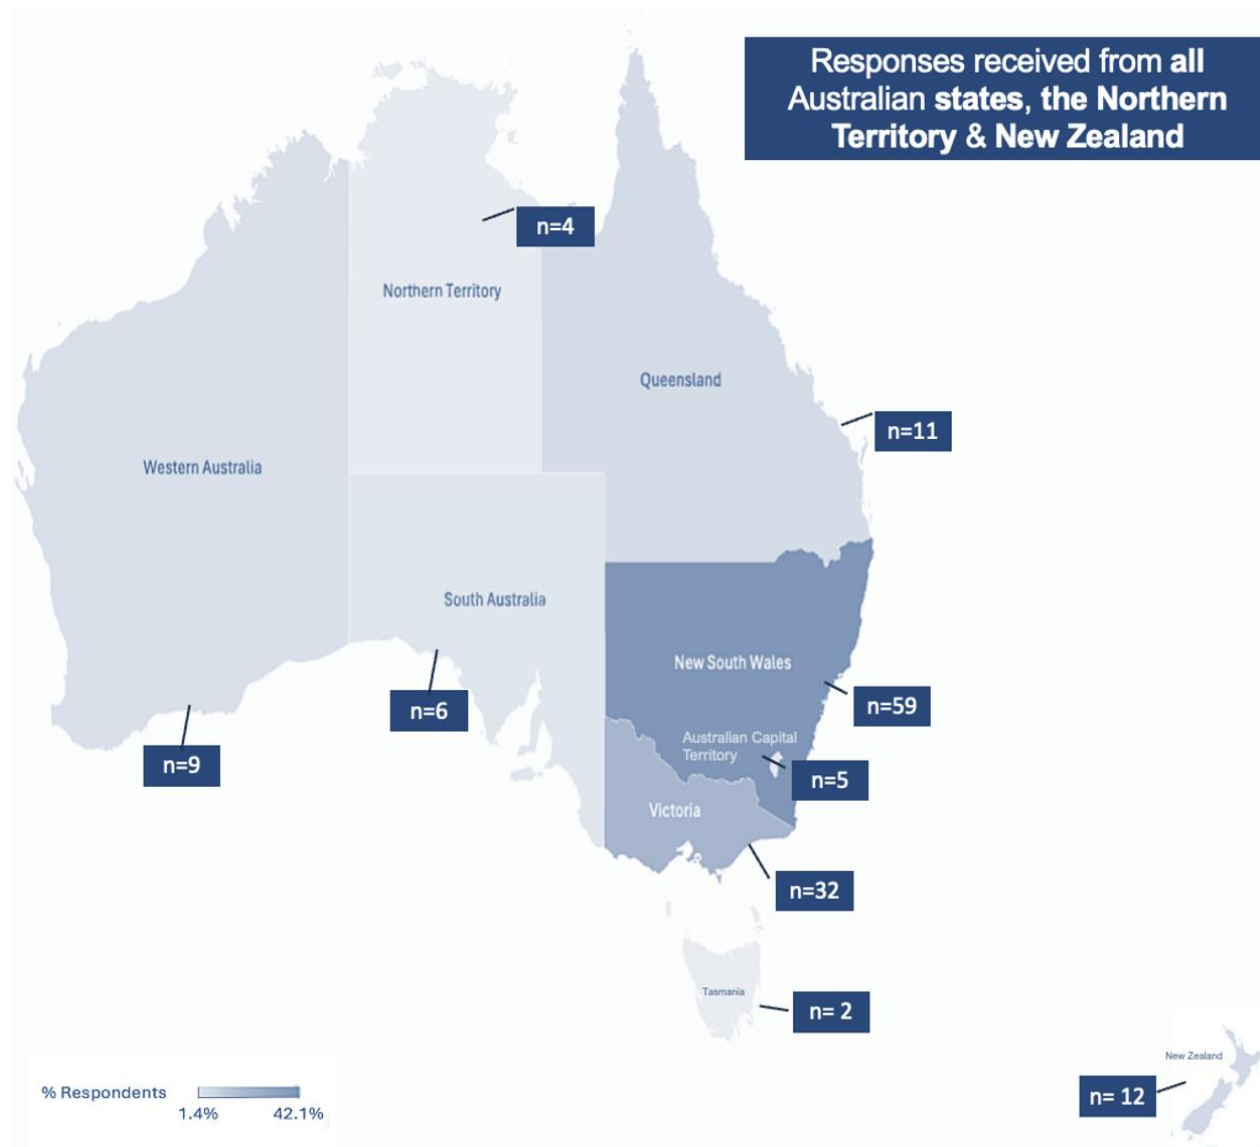 Responses received from all
Australian states, the Northern
Territory & New Zealand
n=4
Northern Territory
Queensland
n=11
Western Australia
South Australia
New South Wales
n=59
n=6
Australian Capital
Territory
n=9
n=5
Victoria
n=32
Tasmania
n= 2
New Zealand
n= 12
% Respondents
1.4%
42.1%